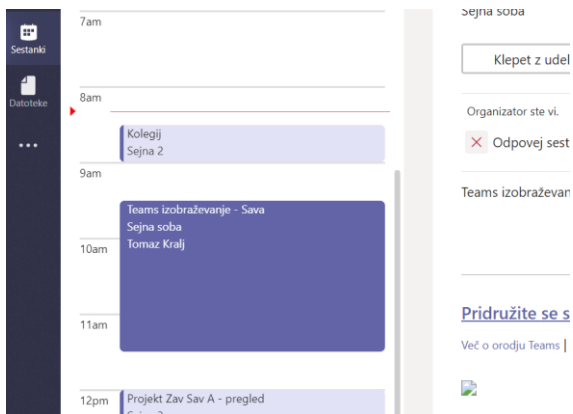 Sestanki
Datoteke
7am
8am
Kolegij
Sejna 2
9am
Teams izobraževanje - Sava
Sejna soba
Tomaz Kralj
10am
11am
12pm
Projekt Zav Sav A - pregled
Sejna soba
Klepet z udel
Organizator ste vi.
Odpovej sest
Teams izobraževan
Pridružite se s
Več o orodju Teams |